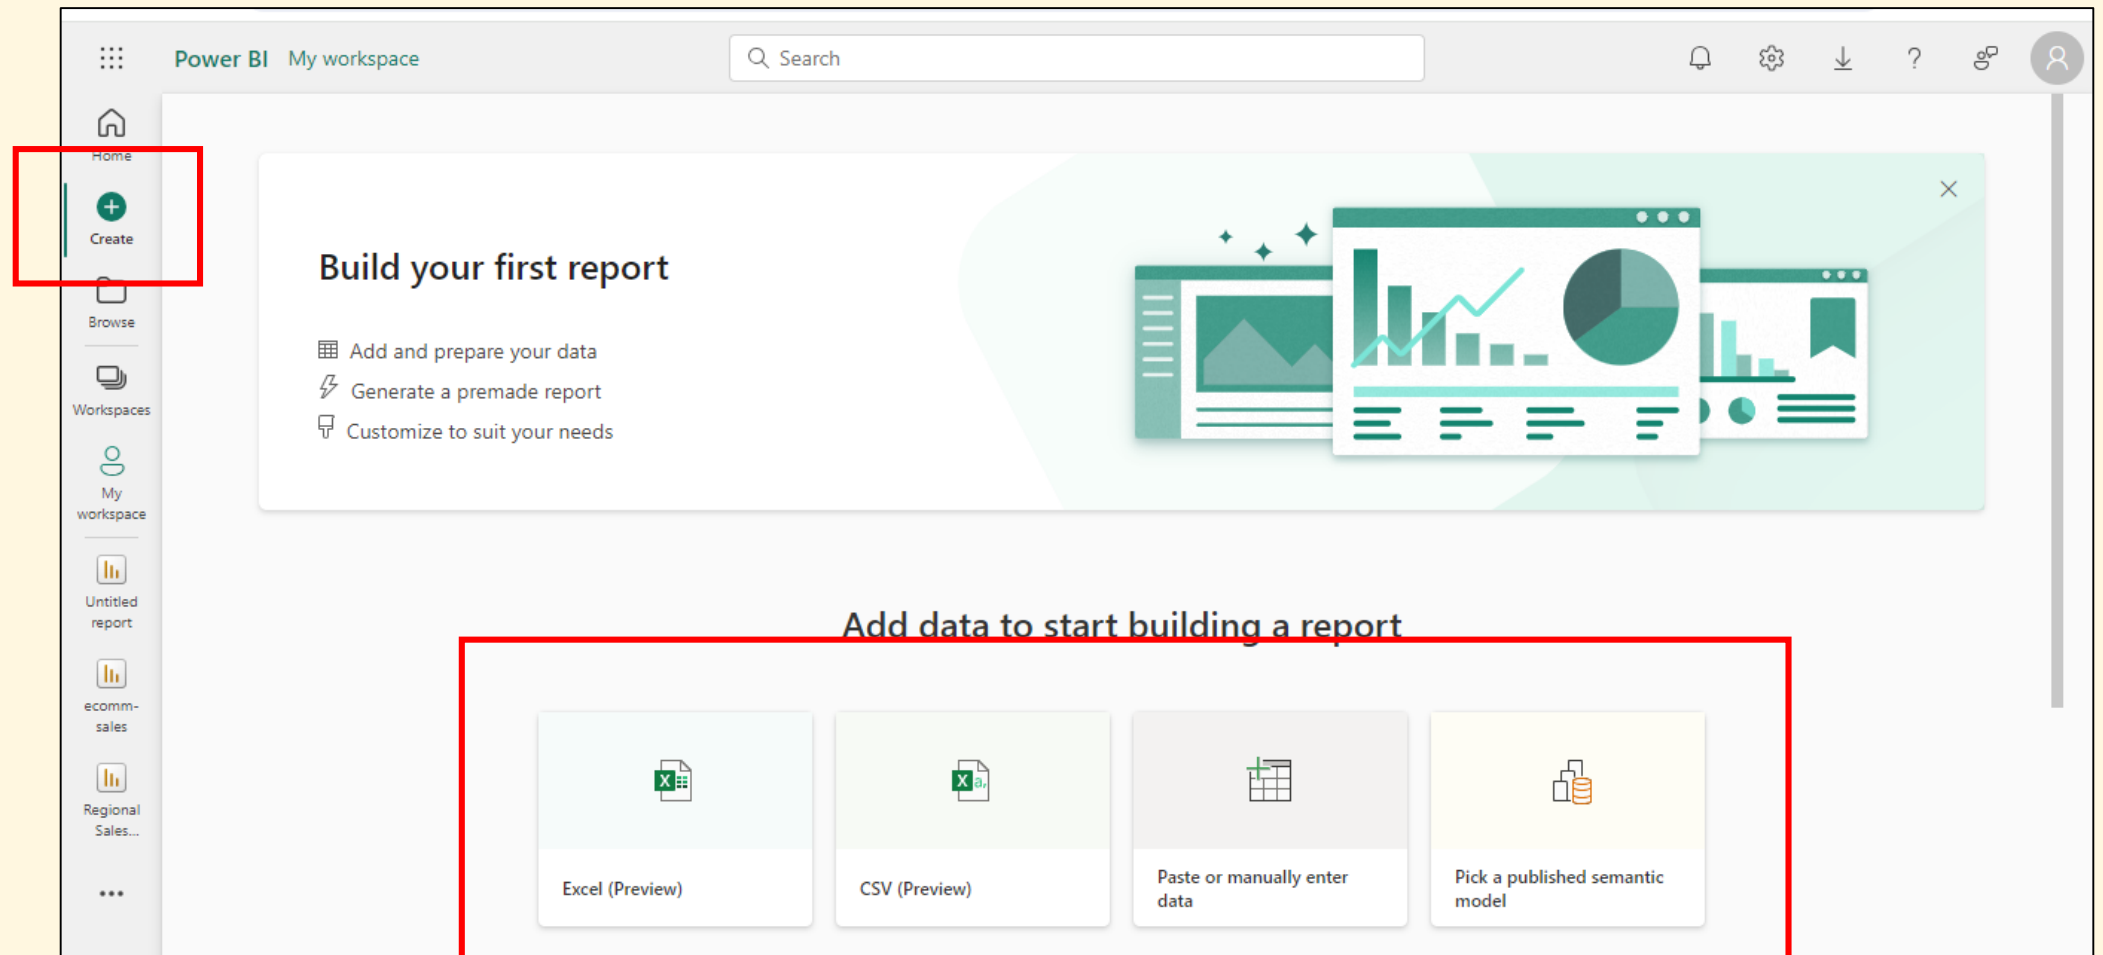 Power BI My workspace
Search
Home
Create
Browse
Workspaces
My
workspace
Untitled
report
ecomm-
sales
Regional
Sales...
Build your first report
Add and prepare your data
Generate a premade report
Customize to suit your needs
Add data to start building a report
Excel (Preview)
CSV (Preview)
Paste or manually enter
data
Pick a published semantic
model